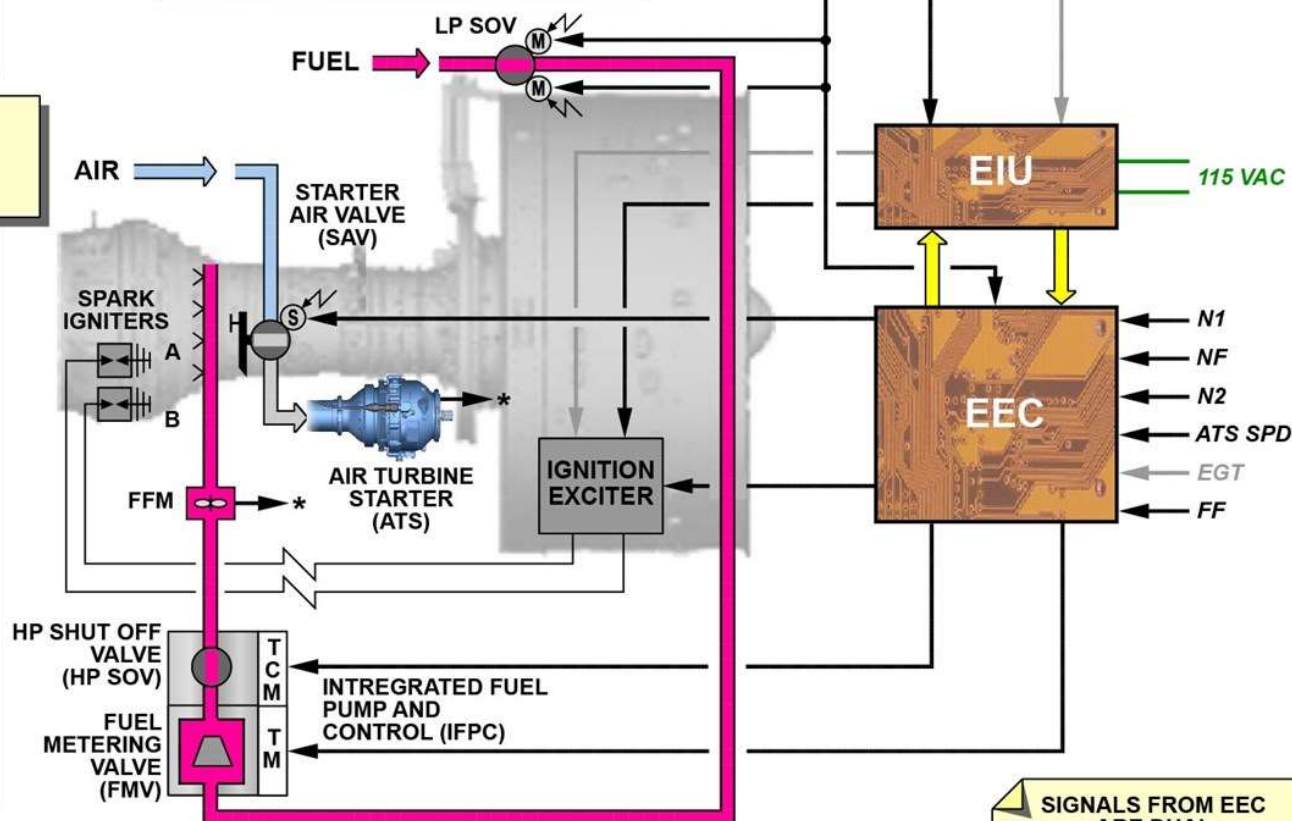 LP SOV
M
FUEL
M
AIR
STARTER
AIR VALVE
(SAV)
EIU
115 VAC
SPARK
IGNITERS
A
B
S
N1
NF
N2
ATS SPD
EGT
FF
EEC
*
AIR TURBINE
STARTER
(ATS)
IGNITION
EXCITER
FFM
*
HP SHUT OFF
VALVE
(HP SOV)
T
C
M
INTREGRATED FUEL
PUMP AND
CONTROL (IFPC)
FUEL
METERING
VALVE
(FMV)
T
M
SIGNALS FROM EEC
ARE DUAL